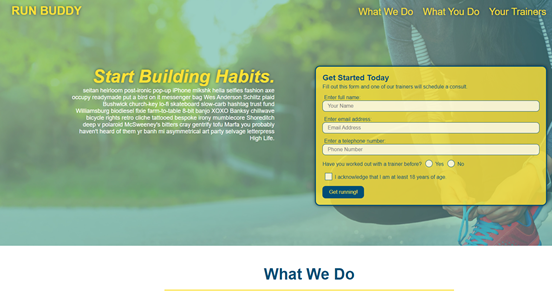 RUN BUDDY
What We Do What You Do Your Trainers
Start Building Habits.
seitan heirloom post-ironic pop-up iPhone milkshk hella selfies fashion axe
occupy readymade put a bird on it messenger bag Wes Anderson Schlitz plaid
Bushwick church-key lo-fi skateboard slow-carb hashtag trust fund
Williamsburg biodiesel fixie farm-to-table 8-bit banjo XOXO Banksy chillwave
bicycle rights retro cliche tattooed bespoke irony mumblecore Shoreditch
deep v polaroid McSweeney's bitters cray gentrify tofu Marfa you probably
haven't heard of them yr banh mi asymmetrical art party selvage letterpress
High Life.
Get Started Today
Fill out this form and one of our trainers will schedule a consult.
Enter full name:
Your Name
Enter email address:
Email Address
Enter a telephone number:
Phone Number
Have you worked out with a trainer before? Yes No
I acknowledge that I am at least 18 years of age
Get running!
What We Do